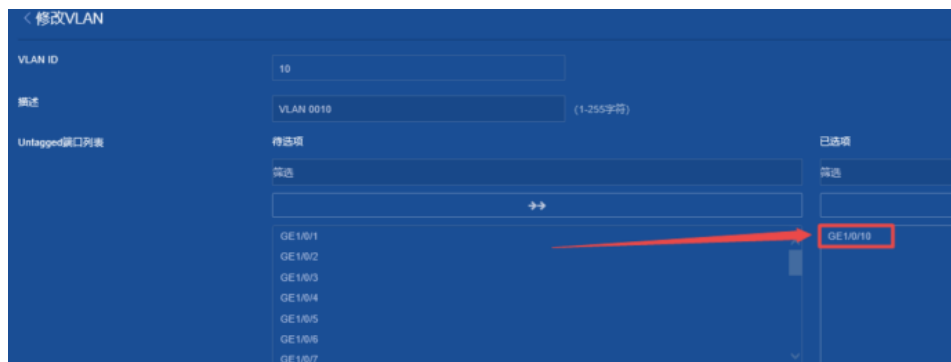 < 修改VLAN
VLAN ID
10
描述
VLAN 0010
(1-255字符)
Untagged端口列表
待选项
已选项
筛选
筛选
→→
GE1/0/1
GE1/0/10
GE1/0/2
GE1/0/3
GE1/0/4
GE1/0/5
GE1/0/6
GE1/0/7